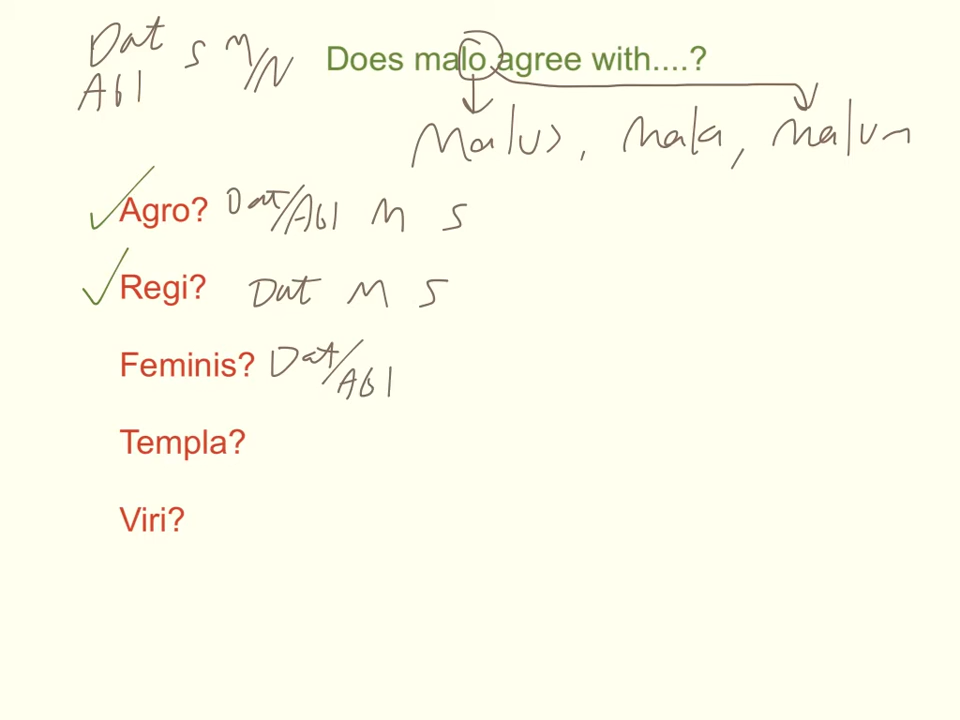 Dat S M/N Does malo agree with....?
Abl
Malus, Mala, Malum
Agro? Dat/Abl M S
Regi? Dat M S
Feminis? Dat/Abl
Templa?
Viri?